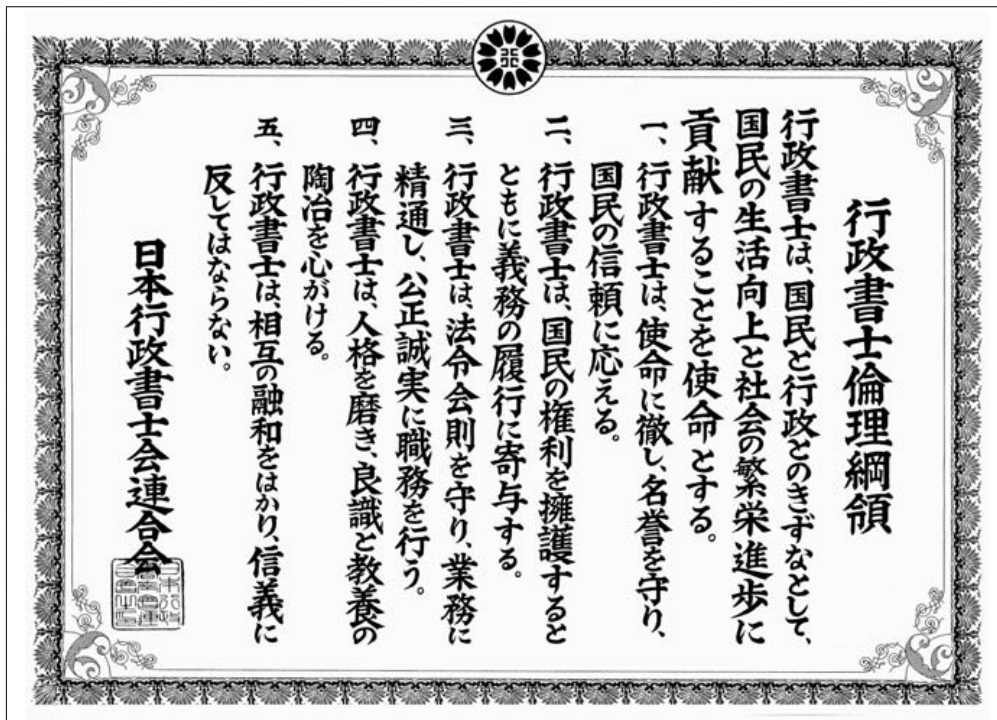 行政書士倫理綱領
行政書士は、国民と行政とのきずなとして、
国民の生活向上と社会の繁栄進歩に
貢献することを使命とする。
一、行政書士は、使命に徹し、名誉を守り、
国民の信頼に応える。
二、行政書士は、国民の権利を擁護すると
ともに義務の履行に寄与する。
三、行政書士は、法令会則を守り、業務に
精通し、公正誠実に職務を行う。
四、行政書士は、人格を磨き、良識と教養の
陶冶を心がける。
五、行政書士は、相互の融和をはかり、信義に
反してはならない。
日本行政書士会連合会